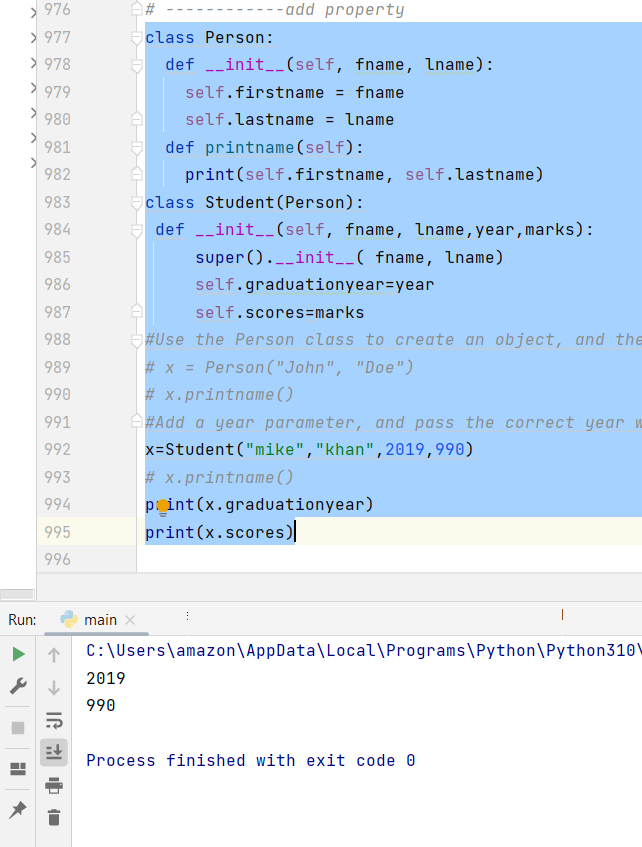 976 # ------------add property
977 class Person:
978 def __init__(self, fname, lname):
979 self.firstname = fname
980 self.lastname = lname
981 def printname(self):
982 print(self.firstname, self.lastname)
983 class Student(Person):
984 def __init__(self, fname, lname,year,marks):
985 super().__init__( fname, lname)
986 self.graduationyear=year
987 self.scores=marks
988 #Use the Person class to create an object, and the
989 # x = Person("John", "Doe")
990 # x.printname()
991 #Add a year parameter, and pass the correct year w
992 x=Student("mike","khan",2019,990)
993 # x.printname()
994 print(x.graduationyear)
995 print(x.scores)
996
Run: main
C:\Users\amazon\AppData\Local\Programs\Python\Python310\
2019
990
Process finished with exit code 0